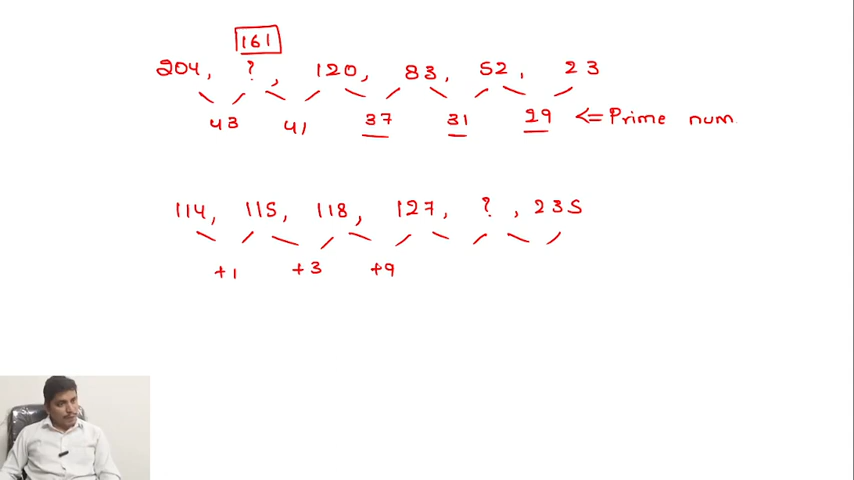 161
204, ?, 120, 83, 52, 23
43 41 37 31 29 <= Prime num
114, 115, 118, 127, ?, 235
+1 +3 +9